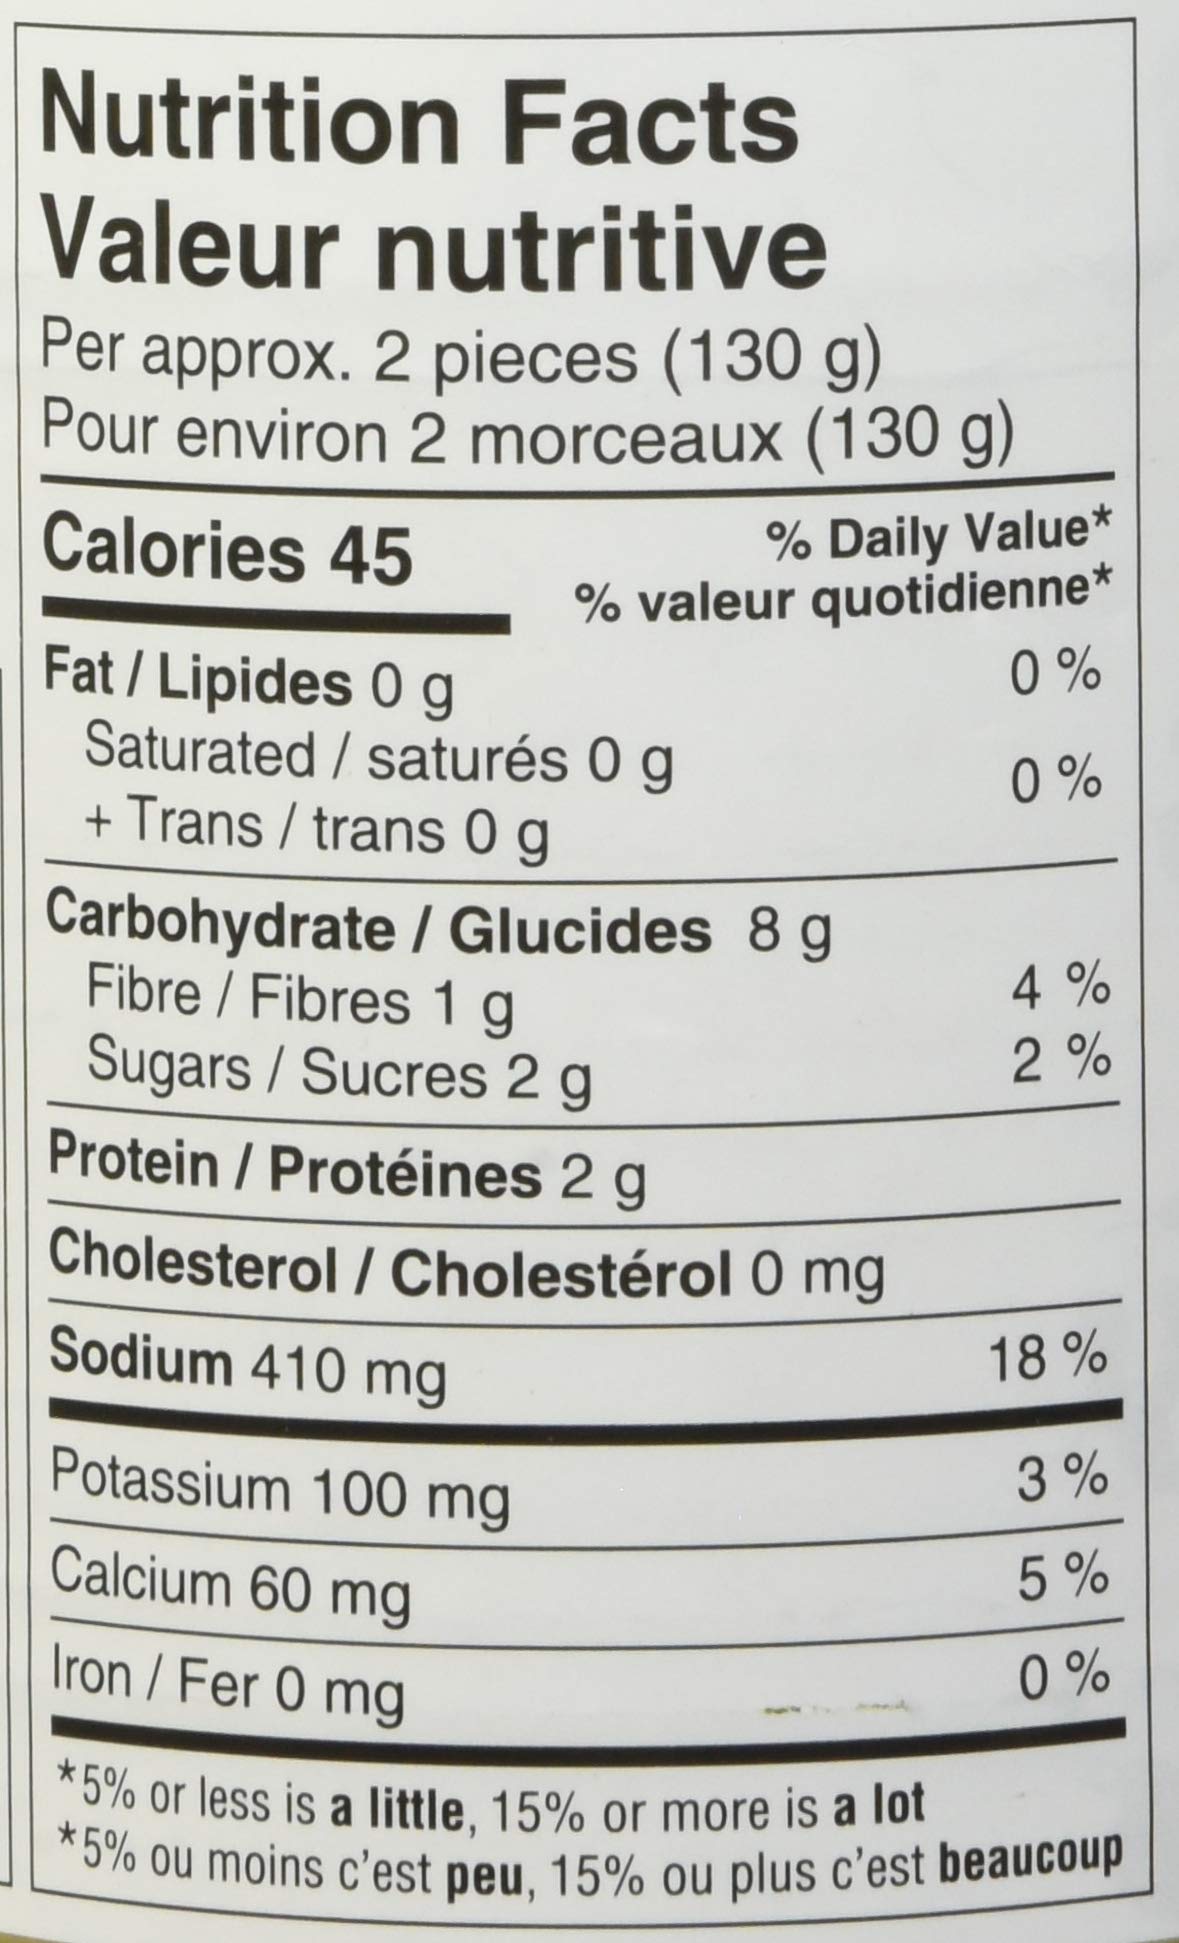 Nutrition Facts
Valeur nutritive
Per approx. 2 pieces (130 g)
Pour environ 2 morceaux (130 g)
Calories 45
% Daily Value*
% valeur quotidienne*
Fat / Lipides 0 g 0 %
Saturated / saturés 0 g
+ Trans / trans 0 g 0 %
Carbohydrate / Glucides 8 g
Fibre / Fibres 1 g 4 %
Sugars / Sucres 2 g 2 %
Protein / Protéines 2 g
Cholesterol / Cholestérol 0 mg
Sodium 410 mg 18 %
Potassium 100 mg 3 %
Calcium 60 mg 5 %
Iron / Fer 0 mg 0 %
*5% or less is a little, 15% or more is a lot
*5% ou moins c'est peu, 15% ou plus c'est beaucoup